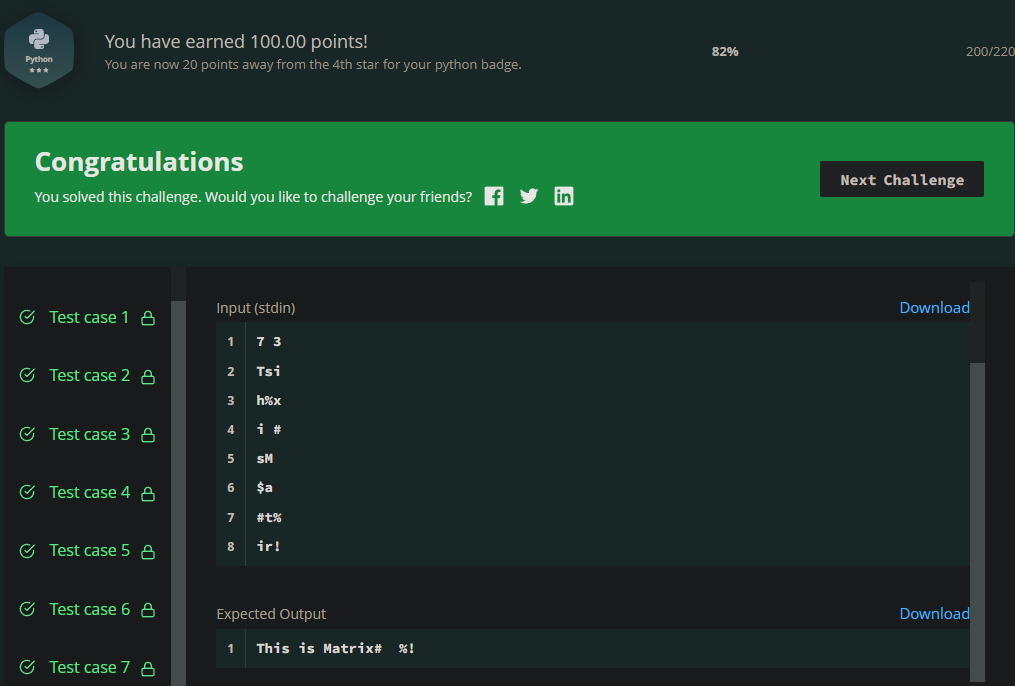 Python
You have earned 100.00 points!
You are now 20 points away from the 4th star for your python badge.
82%
200/220
Congratulations
You solved this challenge. Would you like to challenge your friends?
Next Challenge
Test case 1
Test case 2
Test case 3
Test case 4
Test case 5
Test case 6
Test case 7
Input (stdin)
Download
1 7 3
2 Tsi
3 h%x
4 i #
5 sM
6 $a
7 #t%
8 ir!
Expected Output
Download
1 This is Matrix#  %!